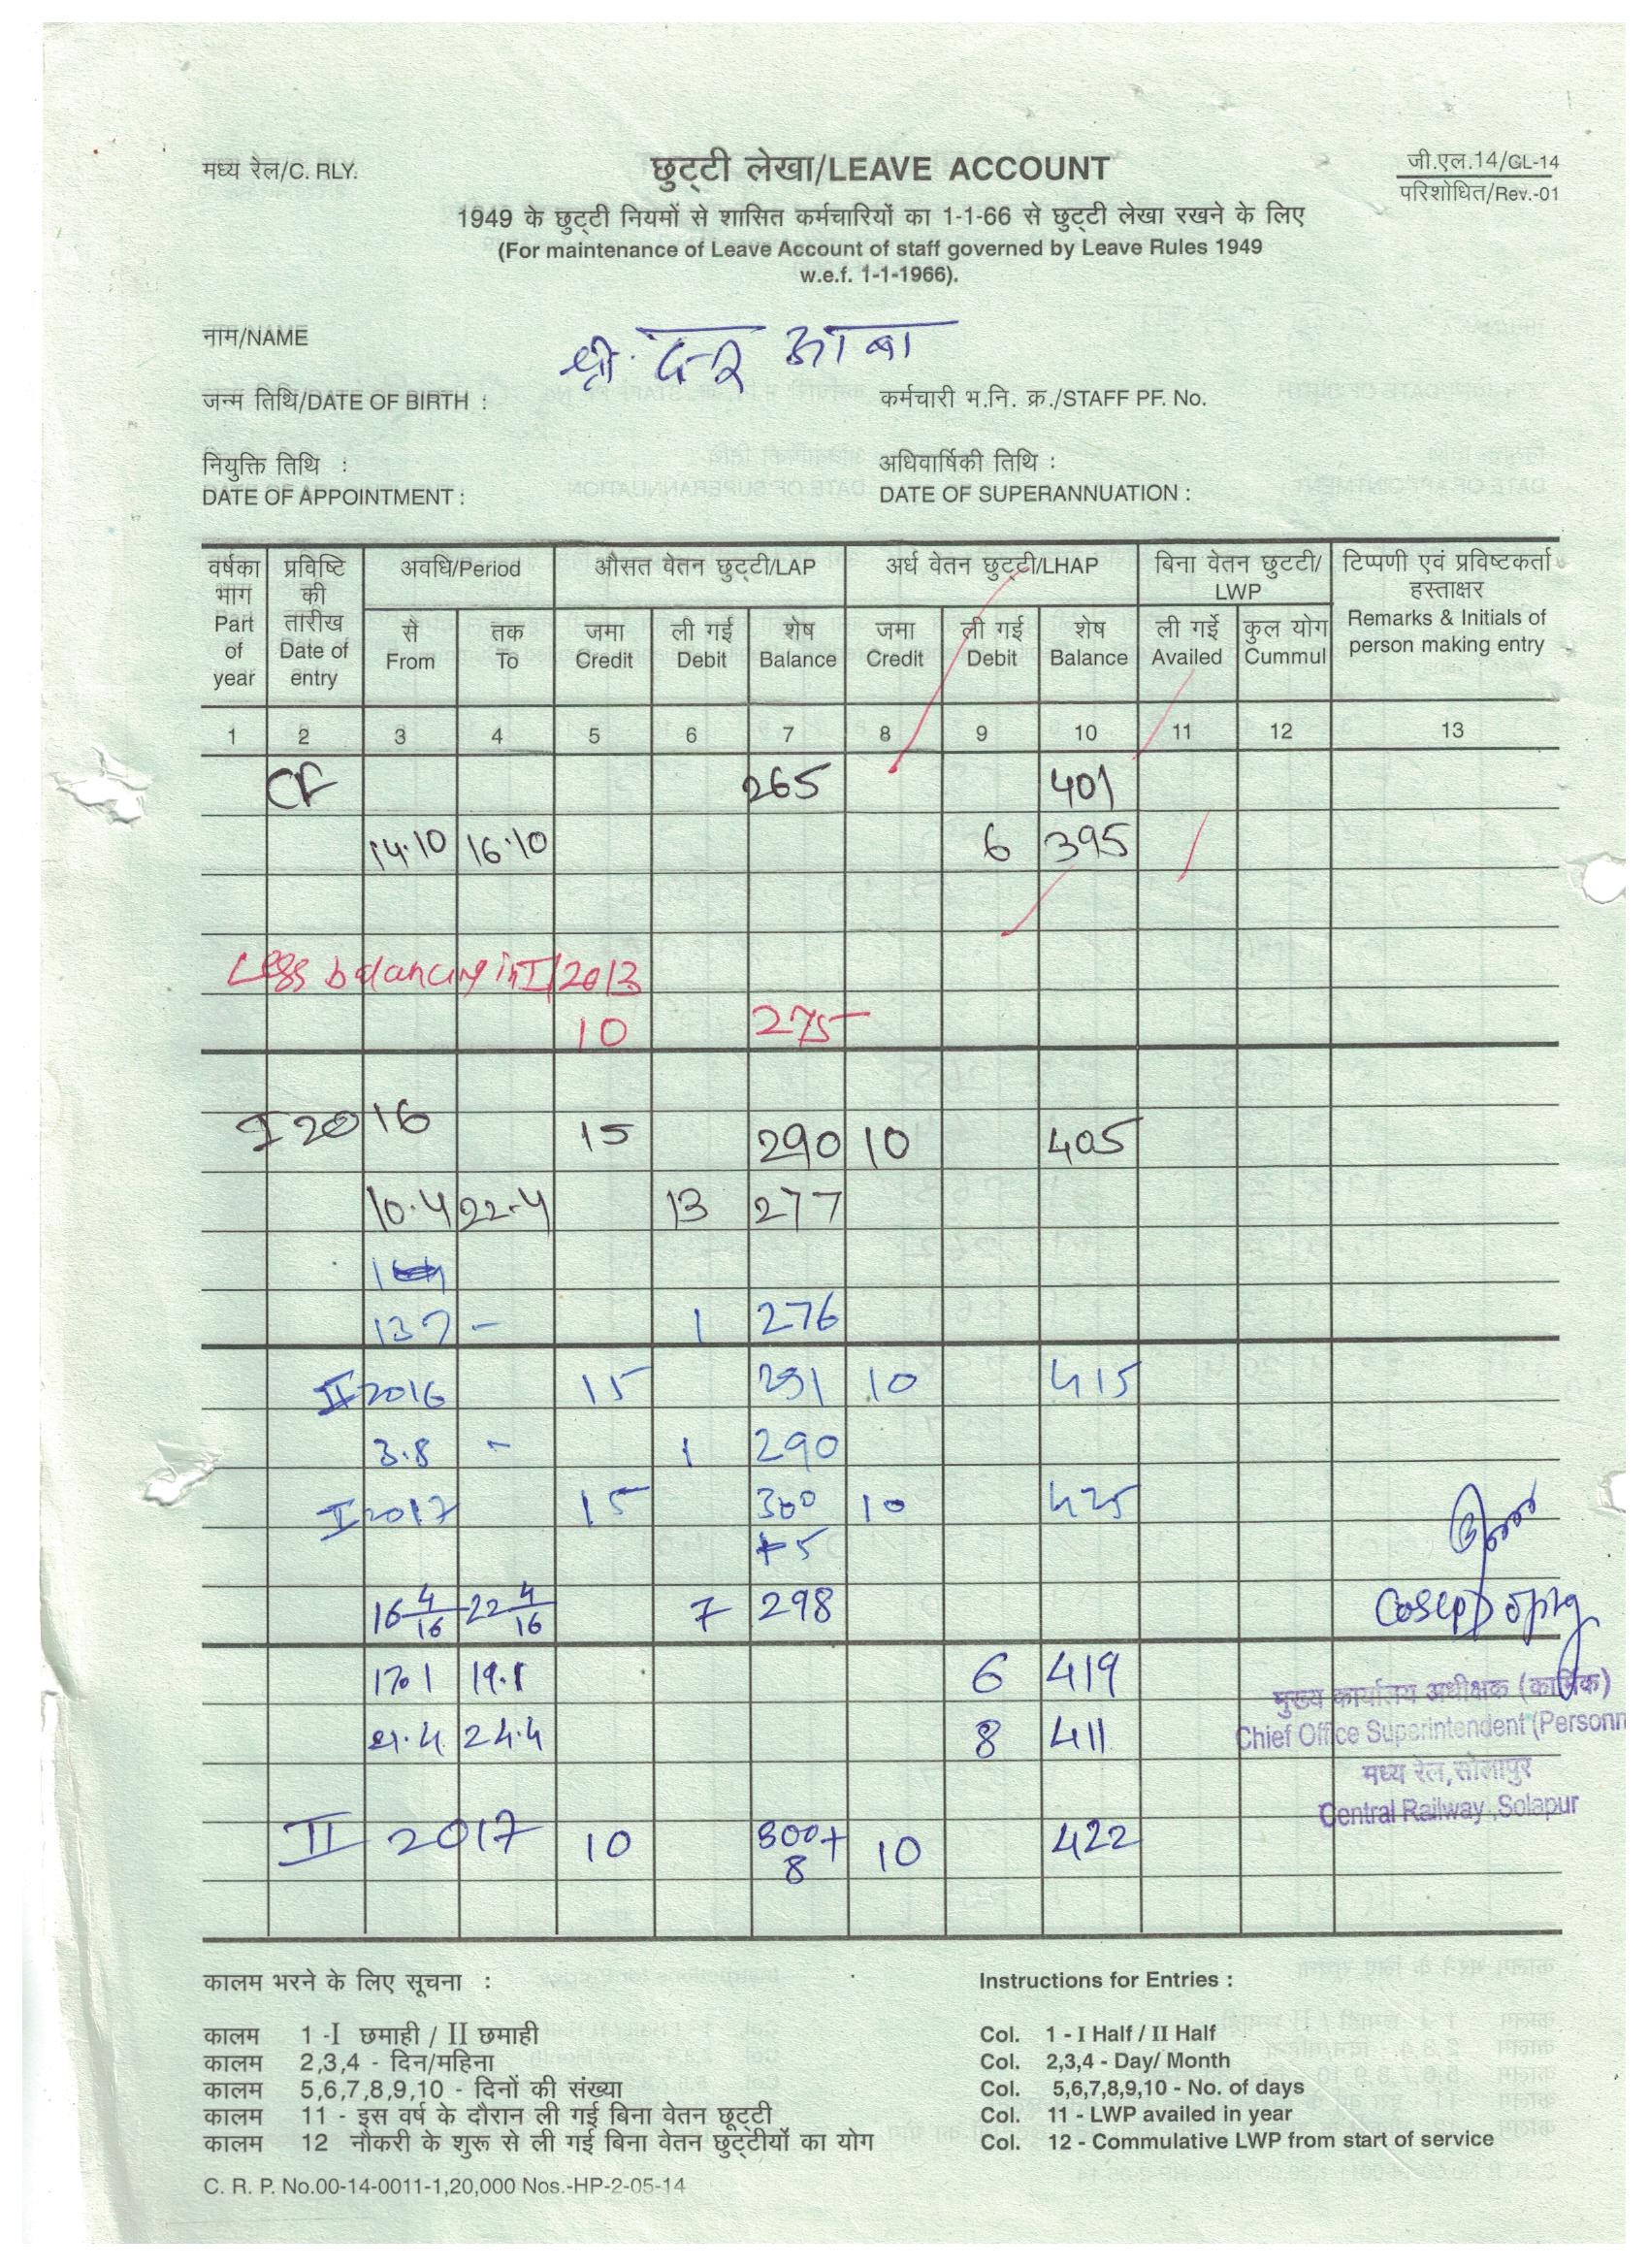 मध्य रेल/C. RLY.
छुट्टी लेखा/LEAVE ACCOUNT
जी.एल.14/GL-14
परिशोधित/Rev.-01
1949 के छुट्टी नियमों से शासित कर्मचारियों का 1-1-66 से छुट्टी लेखा रखने के लिए
(For maintenance of Leave Account of staff governed by Leave Rules 1949
w.e.f. 1-1-1966).
नाम/NAME श्री.
जन्म तिथि/DATE OF BIRTH : कर्मचारी भ.नि. क्र./STAFF PF. No.
नियुक्ति तिथि : अधिवार्षिकी तिथि :
DATE OF APPOINTMENT : DATE OF SUPERANNUATION :
वर्षका भाग Part of year
प्रविष्टि की तारीख Date of entry
अवधि/Period
से From
तक To
औसत वेतन छुट्टी/LAP
जमा Credit
ली गई Debit
शेष Balance
अर्ध वेतन छुट्टी/LHAP
जमा Credit
ली गई Debit
शेष Balance
बिना वेतन छुटटी/ LWP
ली गई Availed
कुल योग Cummul
टिप्पणी एवं प्रविष्टकर्ता हस्ताक्षर
Remarks & Initials of person making entry
1 2 3 4 5 6 7 8 9 10 11 12 13
CF 265 401
14.10 16.10 6 395
Less balancing in I/2013
10 275
I 2016 15 290 10 405
10.4 22.4 13 277
13.7 - 1 276
II 2016 15 291 10 415
3.8 - 1 290
I 2017 15 300 10 425
+5
16 4/16 22 4/16 7 298
17.1 19.1 6 419
21.4 24.4 8 411
II 2017 10 300+ 10 422
8
मुख्य कार्यालय अधीक्षक (कार्मिक)
Chief Office Superintendent (Personn
मध्य रेल, सोलापुर
Central Railway, Solapur
कालम भरने के लिए सूचना :
कालम 1 -I छमाही / II छमाही
कालम 2,3,4 - दिन/महिना
कालम 5,6,7,8,9,10 - दिनों की संख्या
कालम 11 - इस वर्ष के दौरान ली गई बिना वेतन छूट्टी
कालम 12 नौकरी के शुरू से ली गई बिना वेतन छुट्टीयों का योग
Instructions for Entries :
Col. 1 - I Half / II Half
Col. 2,3,4 - Day/ Month
Col. 5,6,7,8,9,10 - No. of days
Col. 11 - LWP availed in year
Col. 12 - Commulative LWP from start of service
C. R. P. No.00-14-0011-1,20,000 Nos.-HP-2-05-14